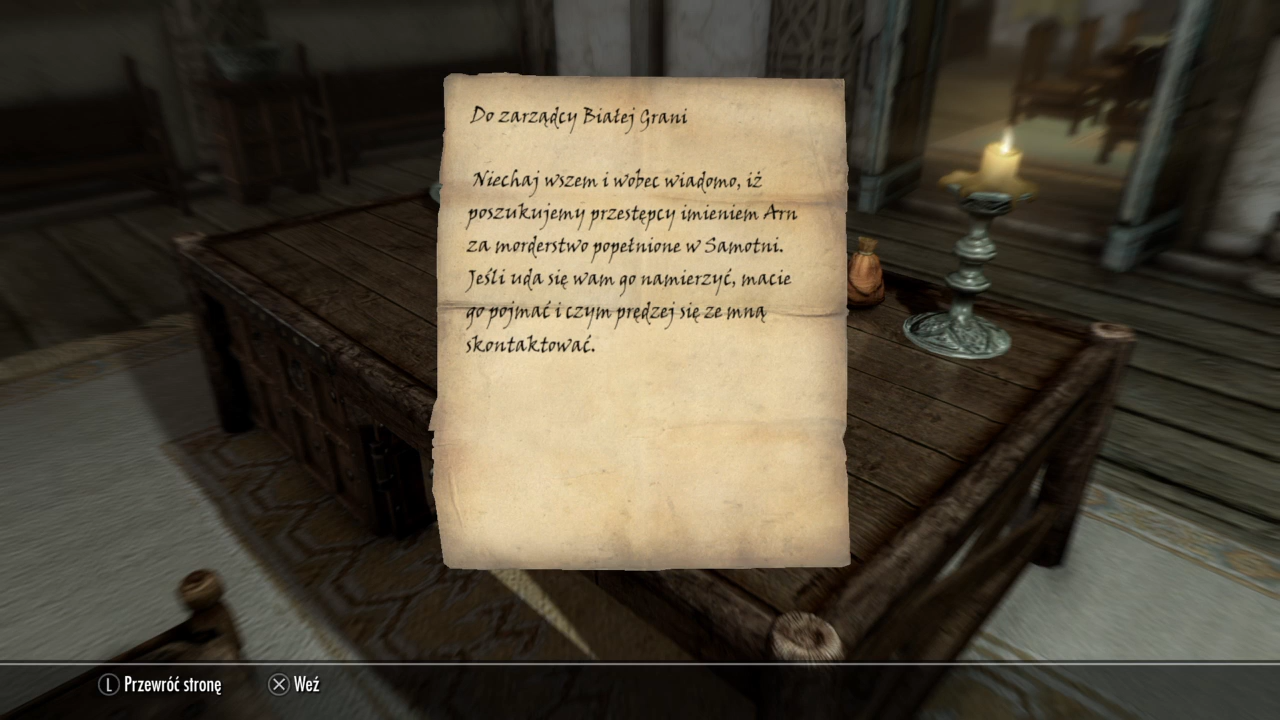 Do zarządcy Białej Grani
Niechaj wszem i wobec wiadomo, iż
poszukujemy przestępcy imieniem Arn
za morderstwo popełnione w Samotni.
Jeśli uda się wam go namierzyć, macie
go pojmać i czym prędzej się ze mną
skontaktować.
L Przewróć stronę
X Weź